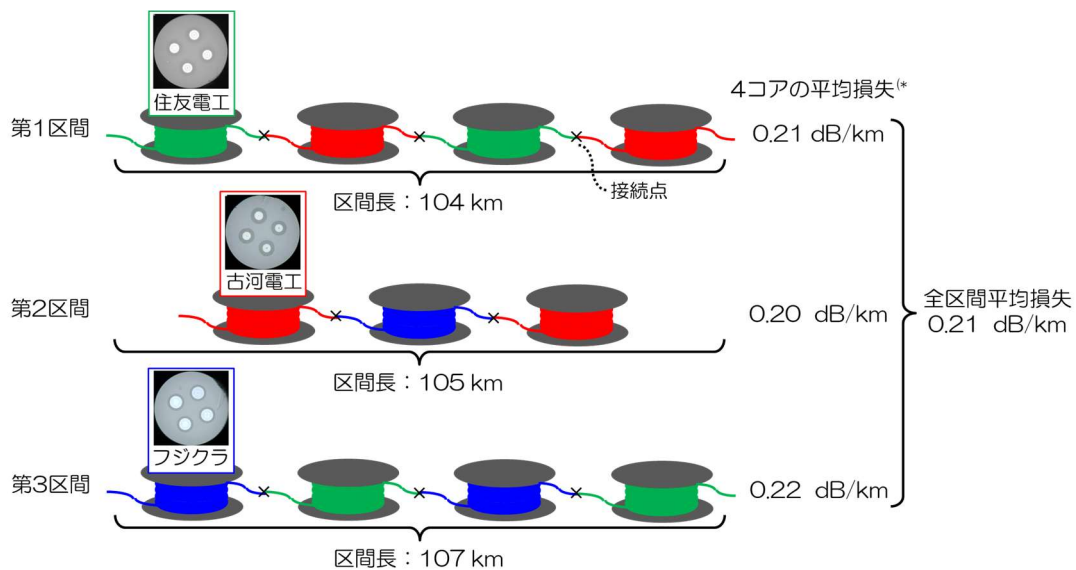 住友電工
4コアの平均損失(*
第1区間
0.21 dB/km
接続点
区間長：104 km
古河電工
第2区間
0.20 dB/km
全区間平均損失
0.21 dB/km
区間長：105 km
フジクラ
第3区間
0.22 dB/km
区間長：107 km